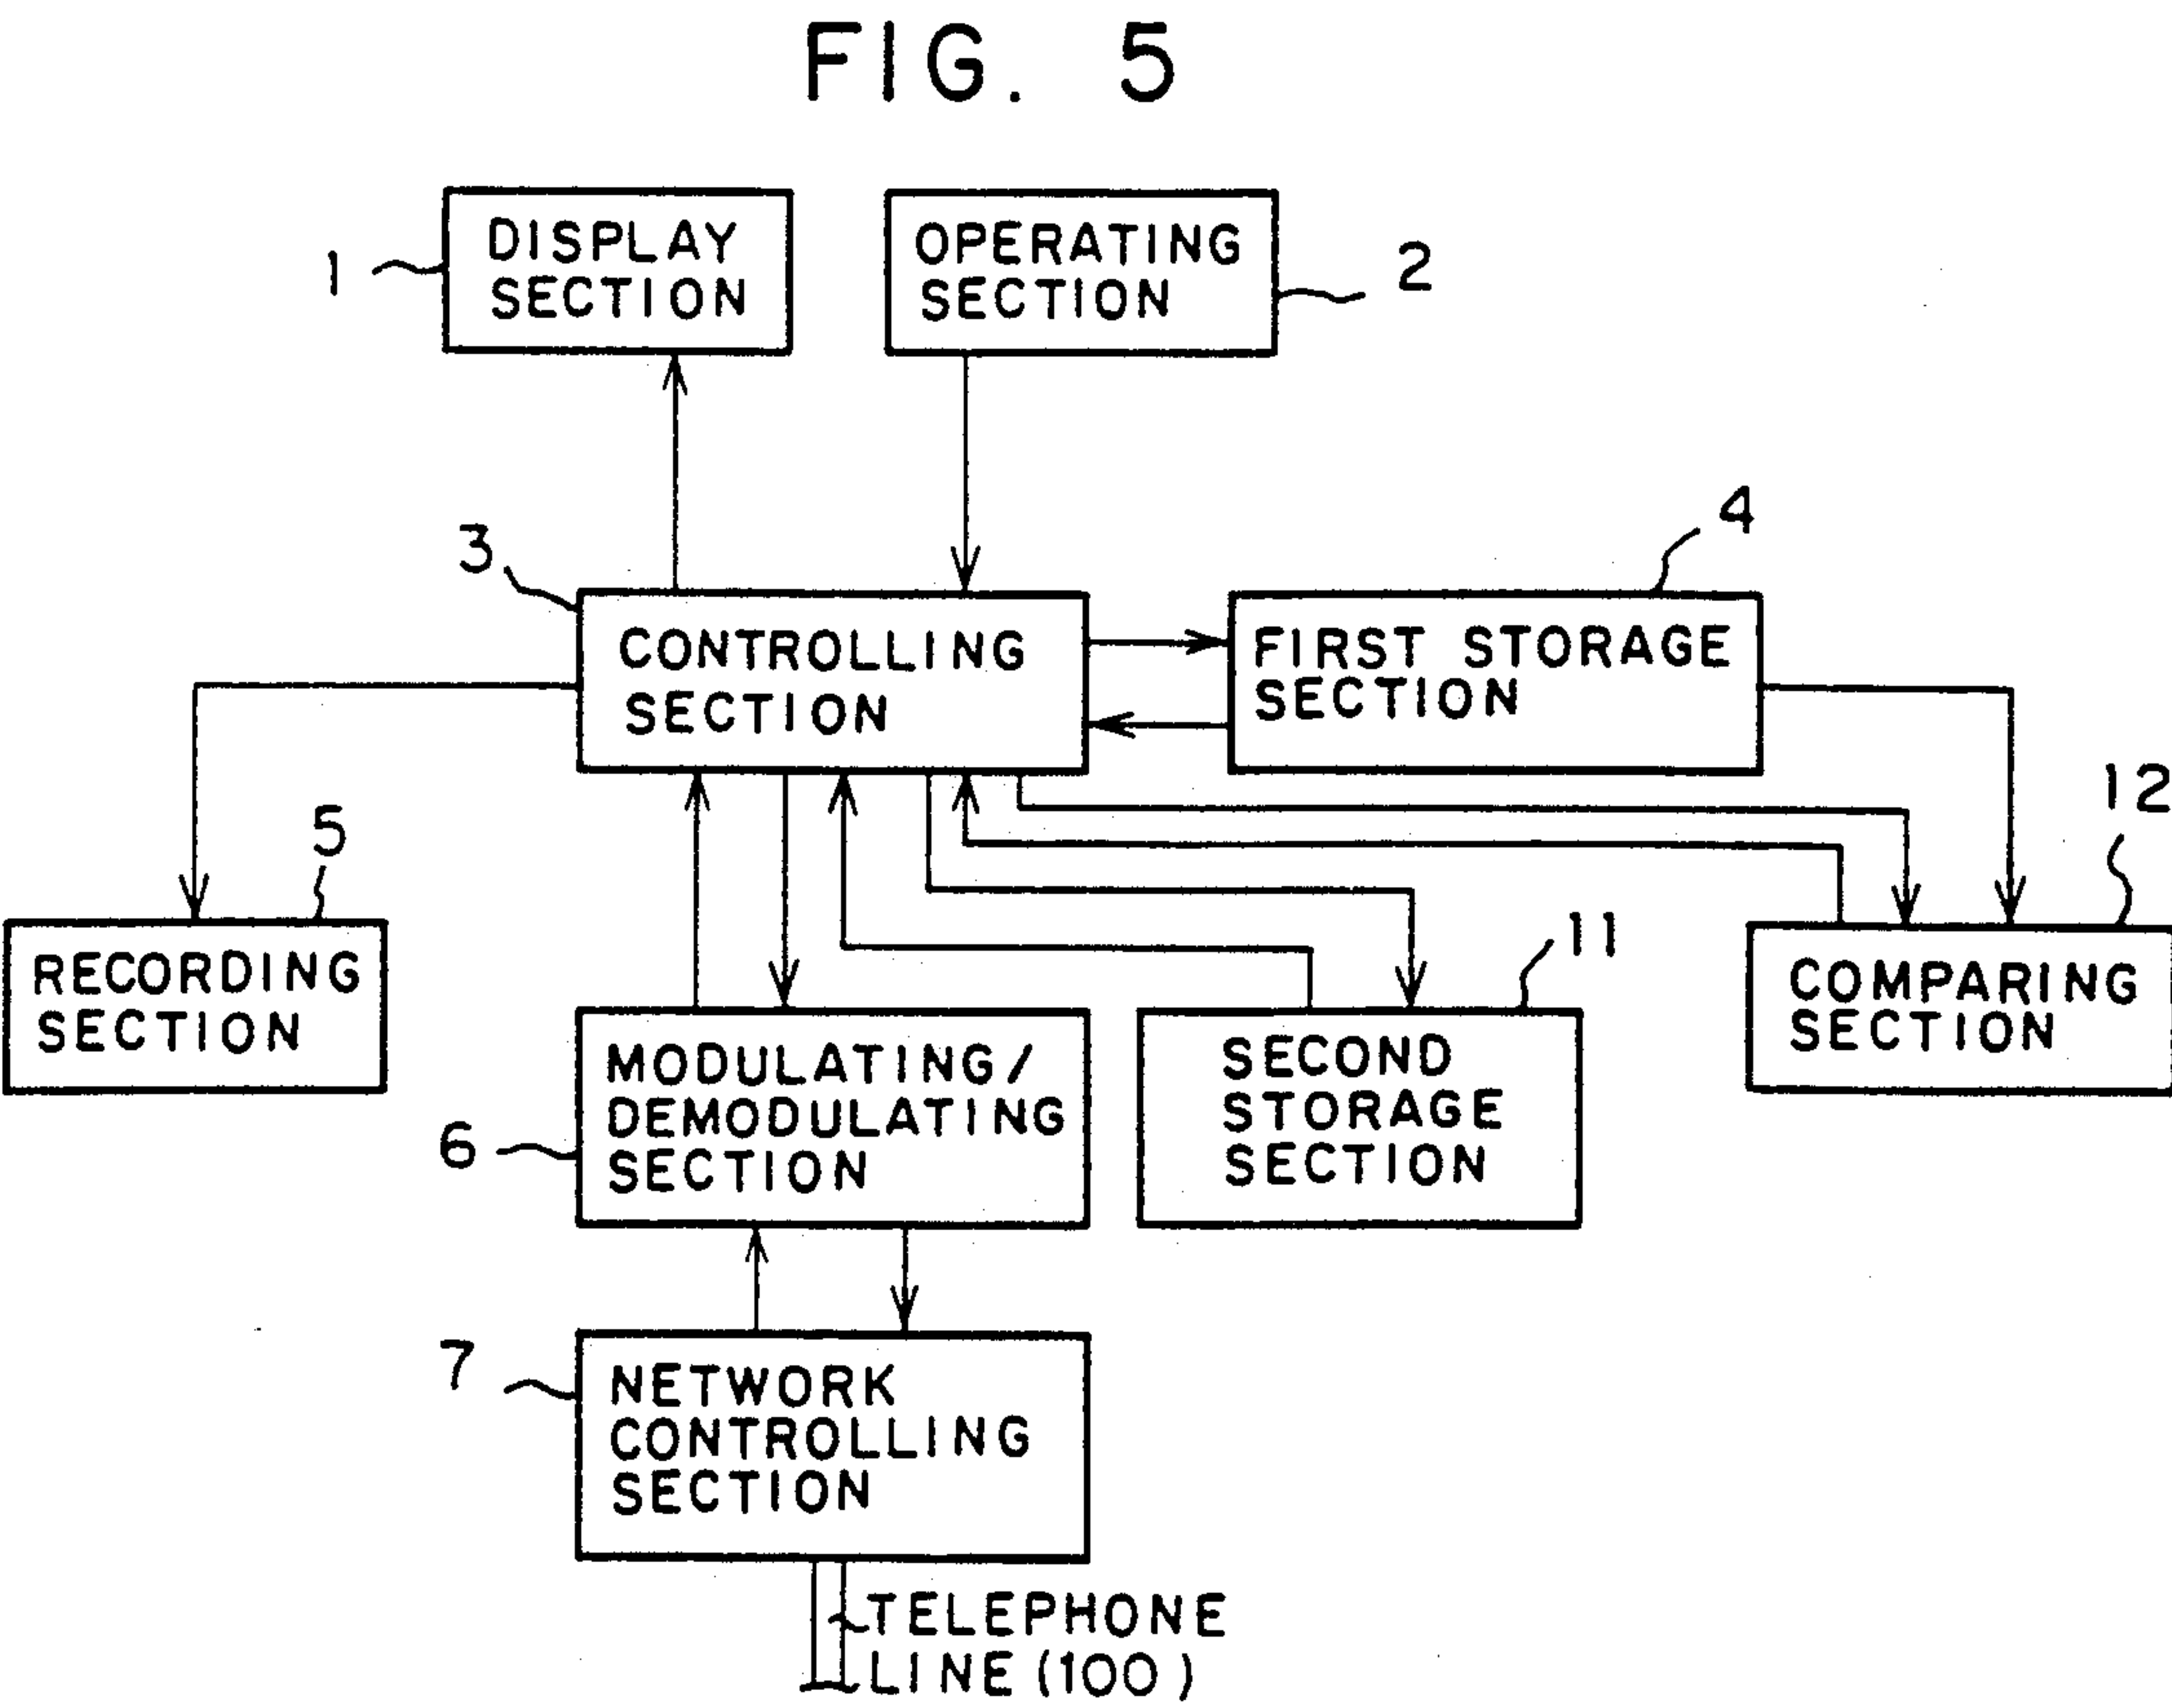 FIG. 5
DISPLAY
SECTION
1
OPERATING
SECTION
2
3
CONTROLLING
SECTION
4
FIRST STORAGE
SECTION
5
RECORDING
SECTION
12
COMPARING
SECTION
11
SECOND
STORAGE
SECTION
6
MODULATING/
DEMODULATING
SECTION
7
NETWORK
CONTROLLING
SECTION
TELEPHONE
LINE (100)